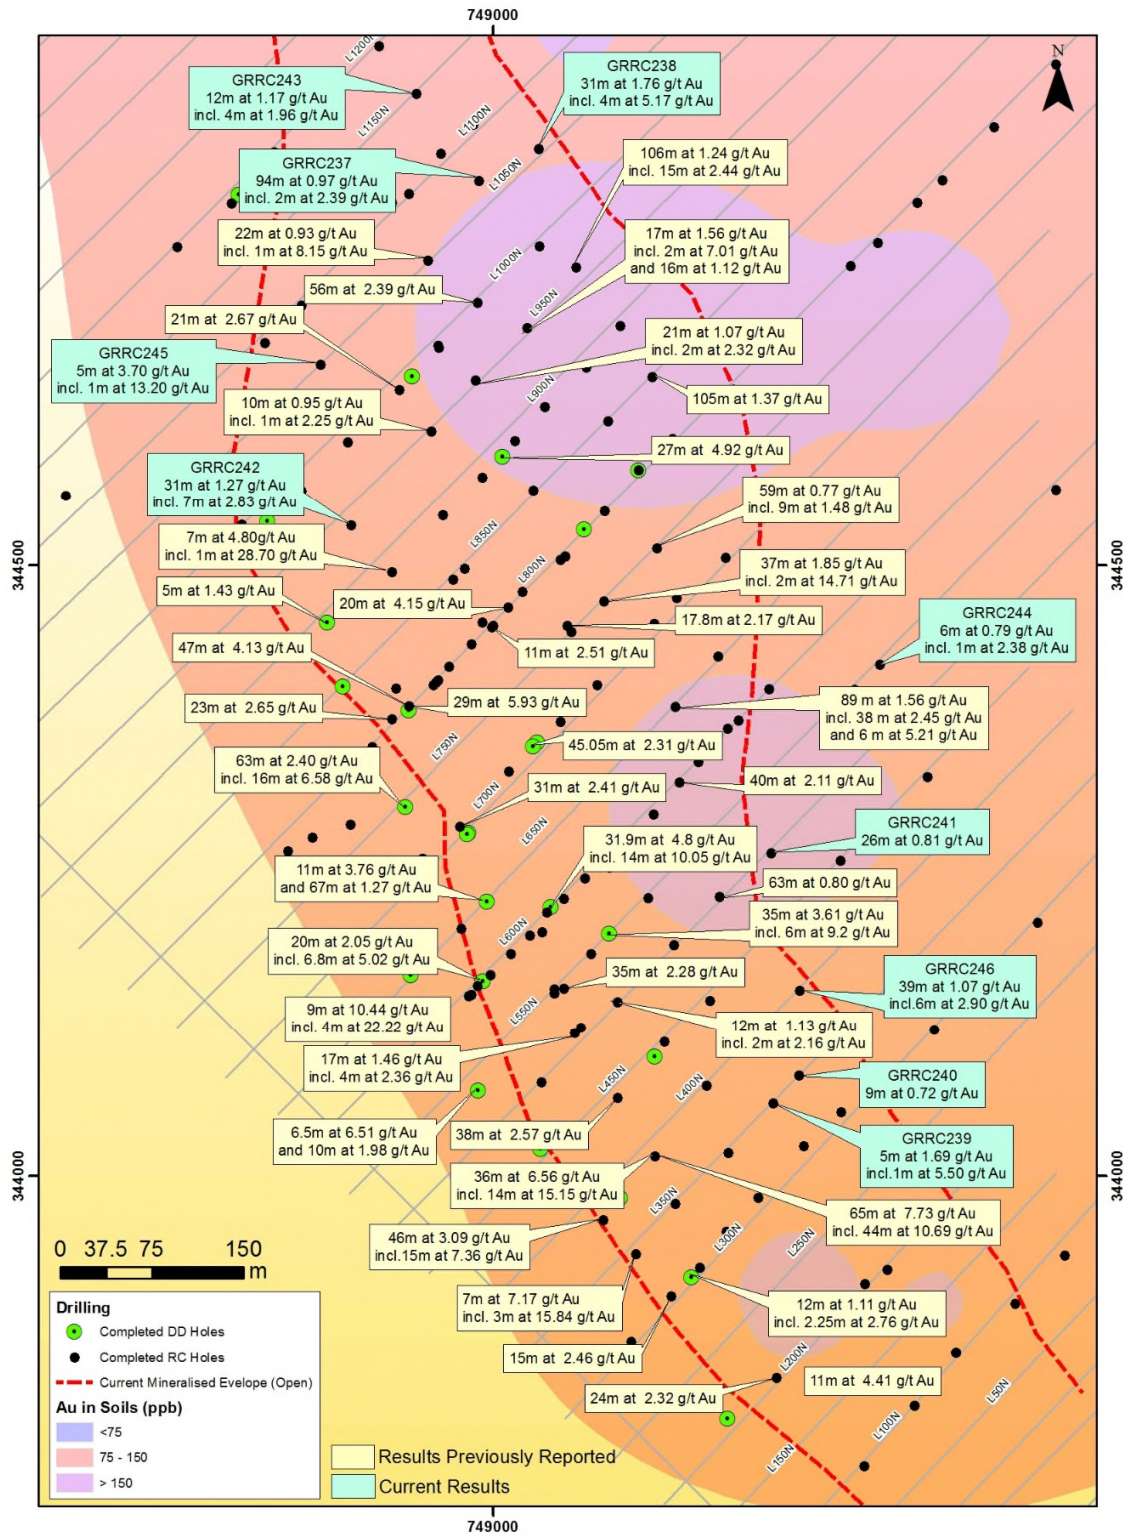 749000
N
L1200N
GRRC243
12m at 1.17 g/t Au
incl. 4m at 1.96 g/t Au
GRRC238
31m at 1.76 g/t Au
incl. 4m at 5.17 g/t Au
L1150N
L1100N
GRRC237
94m at 0.97 g/t Au
incl. 2m at 2.39 g/t Au
L1050N
106m at 1.24 g/t Au
incl. 15m at 2.44 g/t Au
22m at 0.93 g/t Au
incl. 1m at 8.15 g/t Au
17m at 1.56 g/t Au
incl. 2m at 7.01 g/t Au
and 16m at 1.12 g/t Au
L1000N
56m at 2.39 g/t Au
L950N
21m at 2.67 g/t Au
21m at 1.07 g/t Au
incl. 2m at 2.32 g/t Au
GRRC245
5m at 3.70 g/t Au
incl. 1m at 13.20 g/t Au
L900N
105m at 1.37 g/t Au
10m at 0.95 g/t Au
incl. 1m at 2.25 g/t Au
27m at 4.92 g/t Au
GRRC242
31m at 1.27 g/t Au
incl. 7m at 2.83 g/t Au
59m at 0.77 g/t Au
incl. 9m at 1.48 g/t Au
L850N
7m at 4.80g/t Au
incl. 1m at 28.70 g/t Au
344500
344500
L800N
37m at 1.85 g/t Au
incl. 2m at 14.71 g/t Au
5m at 1.43 g/t Au
20m at 4.15 g/t Au
17.8m at 2.17 g/t Au
GRRC244
6m at 0.79 g/t Au
incl. 1m at 2.38 g/t Au
47m at 4.13 g/t Au
11m at 2.51 g/t Au
23m at 2.65 g/t Au
29m at 5.93 g/t Au
89 m at 1.56 g/t Au
incl. 38 m at 2.45 g/t Au
and 6 m at 5.21 g/t Au
L750N
45.05m at 2.31 g/t Au
63m at 2.40 g/t Au
incl. 16m at 6.58 g/t Au
40m at 2.11 g/t Au
L700N
31m at 2.41 g/t Au
L650N
GRRC241
26m at 0.81 g/t Au
31.9m at 4.8 g/t Au
incl. 14m at 10.05 g/t Au
11m at 3.76 g/t Au
and 67m at 1.27 g/t Au
63m at 0.80 g/t Au
35m at 3.61 g/t Au
incl. 6m at 9.2 g/t Au
L600N
20m at 2.05 g/t Au
incl. 6.8m at 5.02 g/t Au
35m at 2.28 g/t Au
GRRC246
39m at 1.07 g/t Au
incl.6m at 2.90 g/t Au
9m at 10.44 g/t Au
incl. 4m at 22.22 g/t Au
L550N
12m at 1.13 g/t Au
incl. 2m at 2.16 g/t Au
17m at 1.46 g/t Au
incl. 4m at 2.36 g/t Au
L450N
L400N
GRRC240
9m at 0.72 g/t Au
6.5m at 6.51 g/t Au
and 10m at 1.98 g/t Au
38m at 2.57 g/t Au
GRRC239
5m at 1.69 g/t Au
incl.1m at 5.50 g/t Au
344000
344000
36m at 6.56 g/t Au
incl. 14m at 15.15 g/t Au
L350N
65m at 7.73 g/t Au
incl. 44m at 10.69 g/t Au
46m at 3.09 g/t Au
incl.15m at 7.36 g/t Au
L300N
L250N
0 37.5 75 150
m
7m at 7.17 g/t Au
incl. 3m at 15.84 g/t Au
12m at 1.11 g/t Au
incl. 2.25m at 2.76 g/t Au
15m at 2.46 g/t Au
L200N
24m at 2.32 g/t Au
11m at 4.41 g/t Au
L50N
L100N
L150N
Drilling
Completed DD Holes
Completed RC Holes
Current Mineralised Evelope (Open)
Au in Soils (ppb)
<75
75 - 150
> 150
Results Previously Reported
Current Results
749000